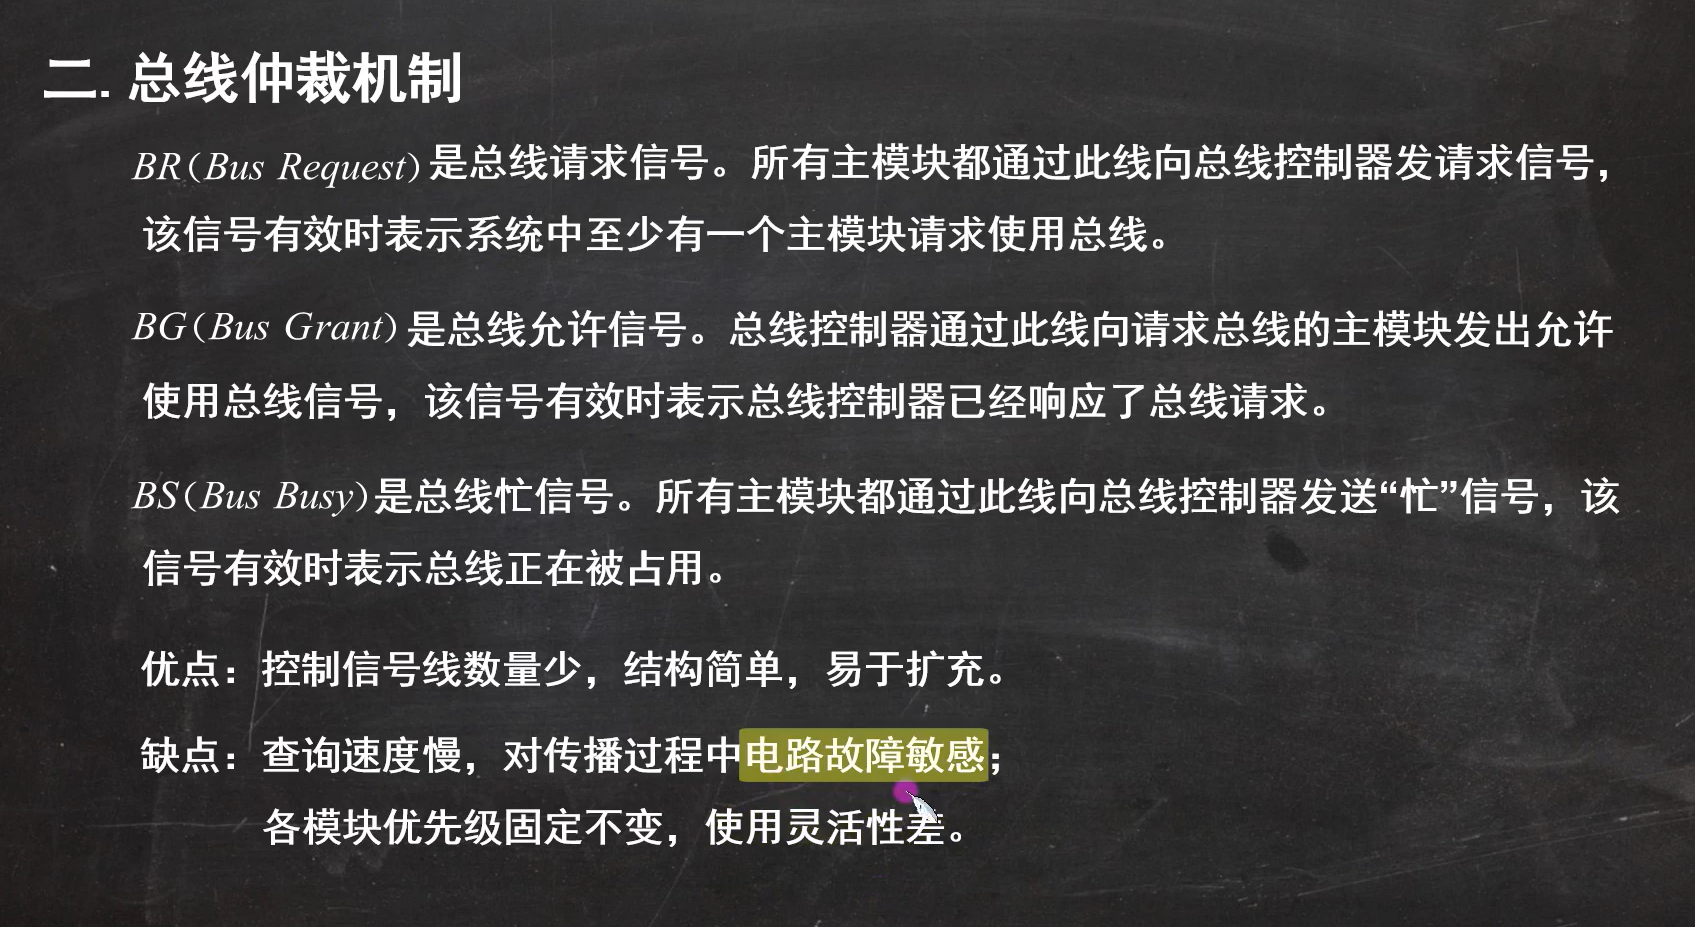 二. 总线仲裁机制
BR(Bus Request)是总线请求信号。所有主模块都通过此线向总线控制器发请求信号，
该信号有效时表示系统中至少有一个主模块请求使用总线。
BG(Bus Grant)是总线允许信号。总线控制器通过此线向请求总线的主模块发出允许
使用总线信号，该信号有效时表示总线控制器已经响应了总线请求。
BS(Bus Busy)是总线忙信号。所有主模块都通过此线向总线控制器发送“忙”信号，该
信号有效时表示总线正在被占用。
优点：控制信号线数量少，结构简单，易于扩充。
缺点：查询速度慢，对传播过程中电路故障敏感；
各模块优先级固定不变，使用灵活性差。